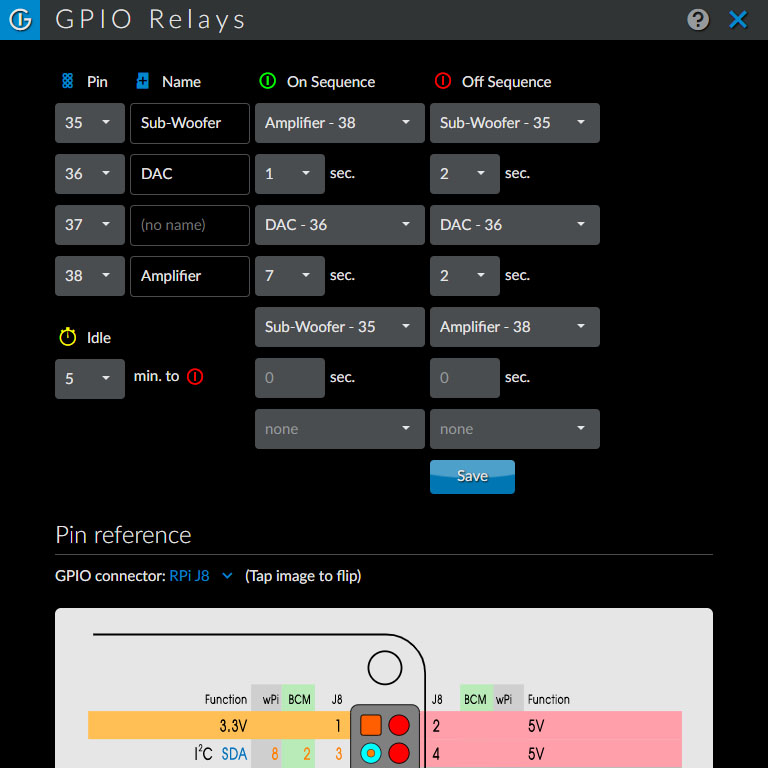 GPIO Relays
Pin Name On Sequence Off Sequence
35 Sub-Woofer Amplifier - 38 Sub-Woofer - 35
36 DAC 1 sec. 2 sec.
37 (no name) DAC - 36 DAC - 36
38 Amplifier 7 sec. 2 sec.
Sub-Woofer - 35 Amplifier - 38
Idle
5 min. to 0 sec. 0 sec.
none none
Save
Pin reference
GPIO connector: RPi J8 (Tap image to flip)
Function wPi BCM J8 J8 BCM wPi Function
3.3V 1 2 5V
I²C SDA 8 2 3 4 5V